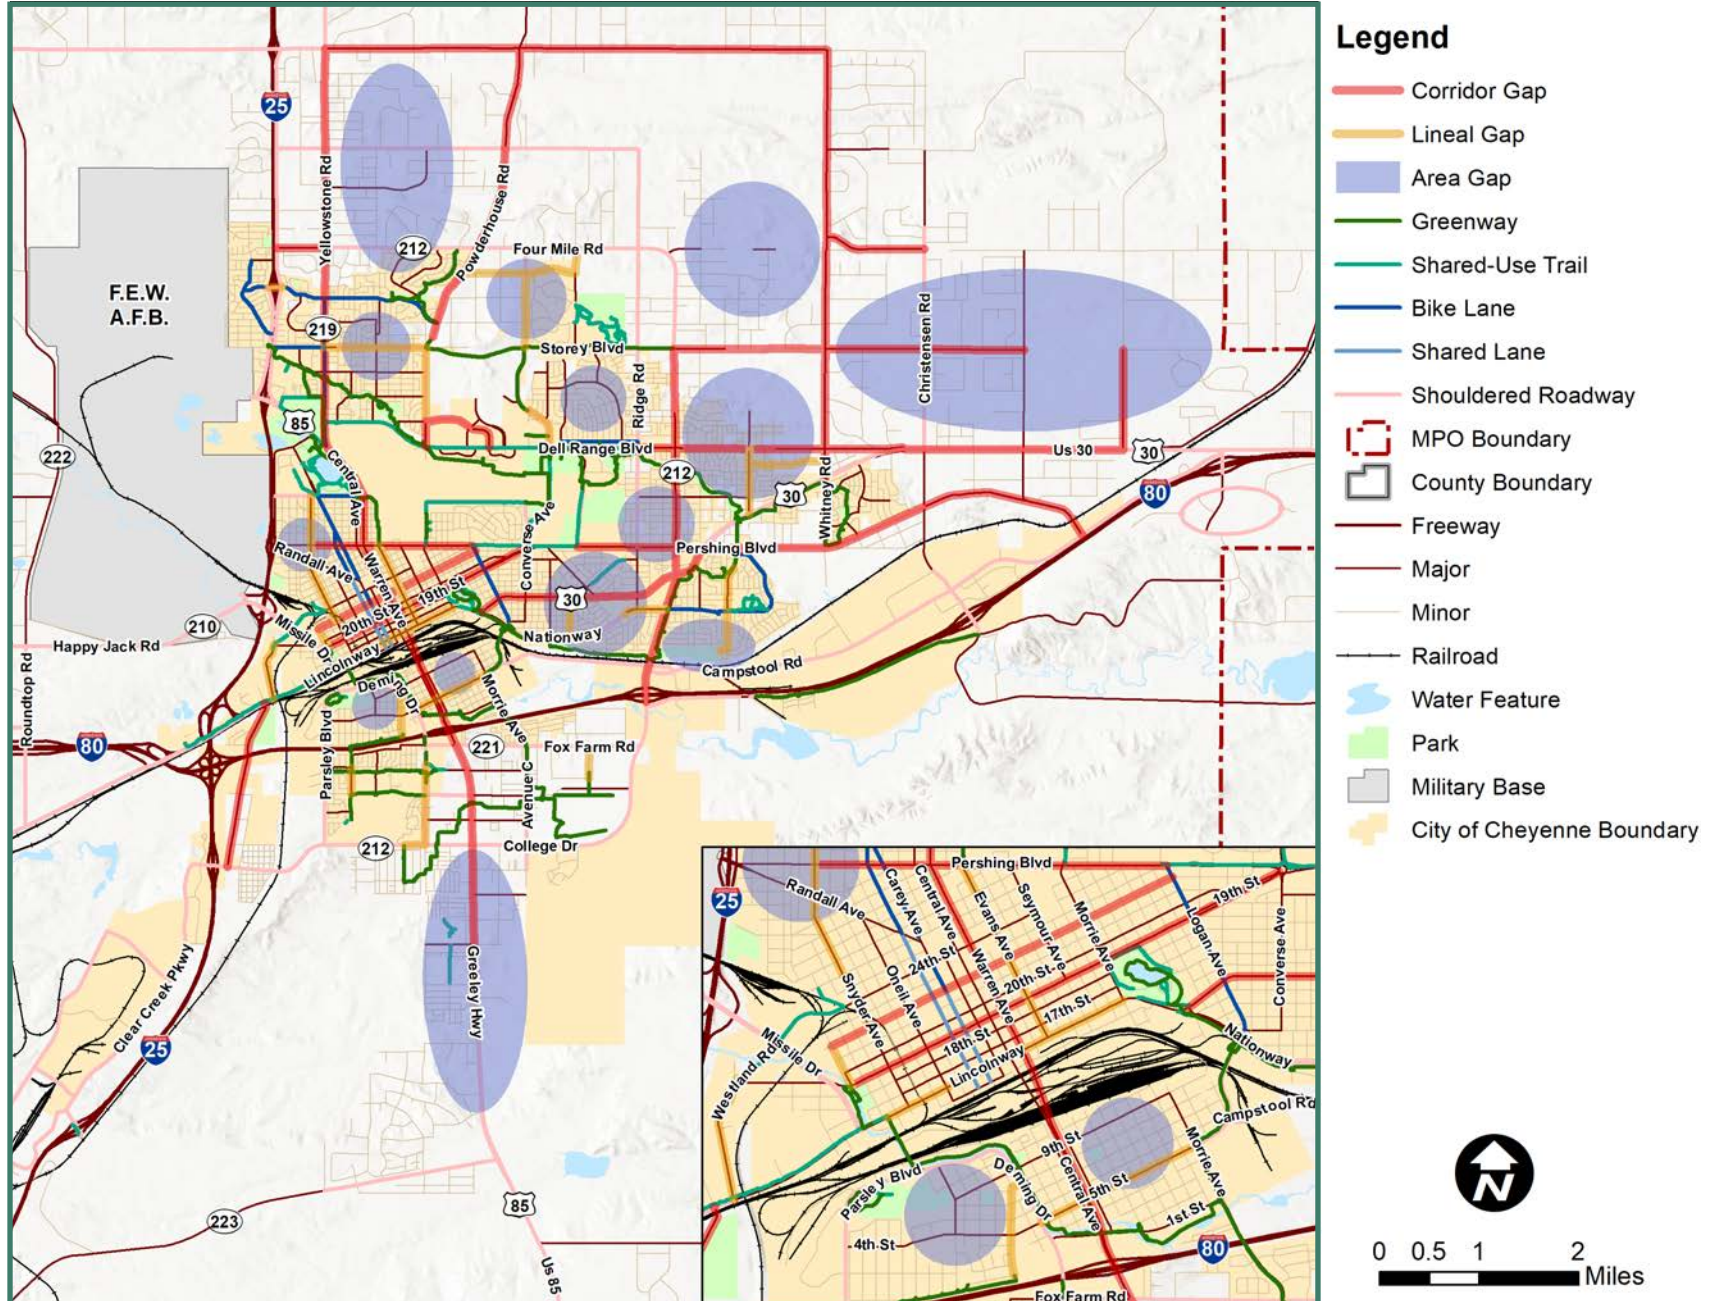 Legend
Corridor Gap
Lineal Gap
Area Gap
Greenway
Shared-Use Trail
Bike Lane
Shared Lane
Shouldered Roadway
MPO Boundary
County Boundary
Freeway
Major
Minor
Railroad
Water Feature
Park
Military Base
City of Cheyenne Boundary
N
0 0.5 1 2
Miles
25
Yellowstone Rd
Powderhouse Rd
212
Four Mile Rd
F.E.W.
A.F.B.
219
Storey Blvd
Ridge Rd
Christensen Rd
85
222
Central Ave
Dell Range Blvd
212
Us 30
30
30
80
Whitney Rd
Converse Ave
Pershing Blvd
Randall Ave
Warren Ave
19th St
20th St
30
210
Missile Dr
Happy Jack Rd
Nationway
Lincolnway
Campstool Rd
Deming Dr
Morrie Ave
Roundtop Rd
80
Parsley Blvd
221
Fox Farm Rd
Avenue C
212
College Dr
Greeley Hwy
Clear Creek Pkwy
25
85
223
Us 85
Pershing Blvd
25
Randall Ave
Carey Ave
Central Ave
Evans Ave
Seymour Ave
Morrie Ave
19th St
Logan Ave
Converse Ave
24th St
20th St
Snyder Ave
Oneil Ave
Warren Ave
17th St
18th St
Missile Dr
Lincolnway
Westland Rd
Nationway
Campstool Rd
9th St
Morrie Ave
Parsley Blvd
Deming Dr
Central Ave
5th St
1st St
4th St
80
Fox Farm Rd